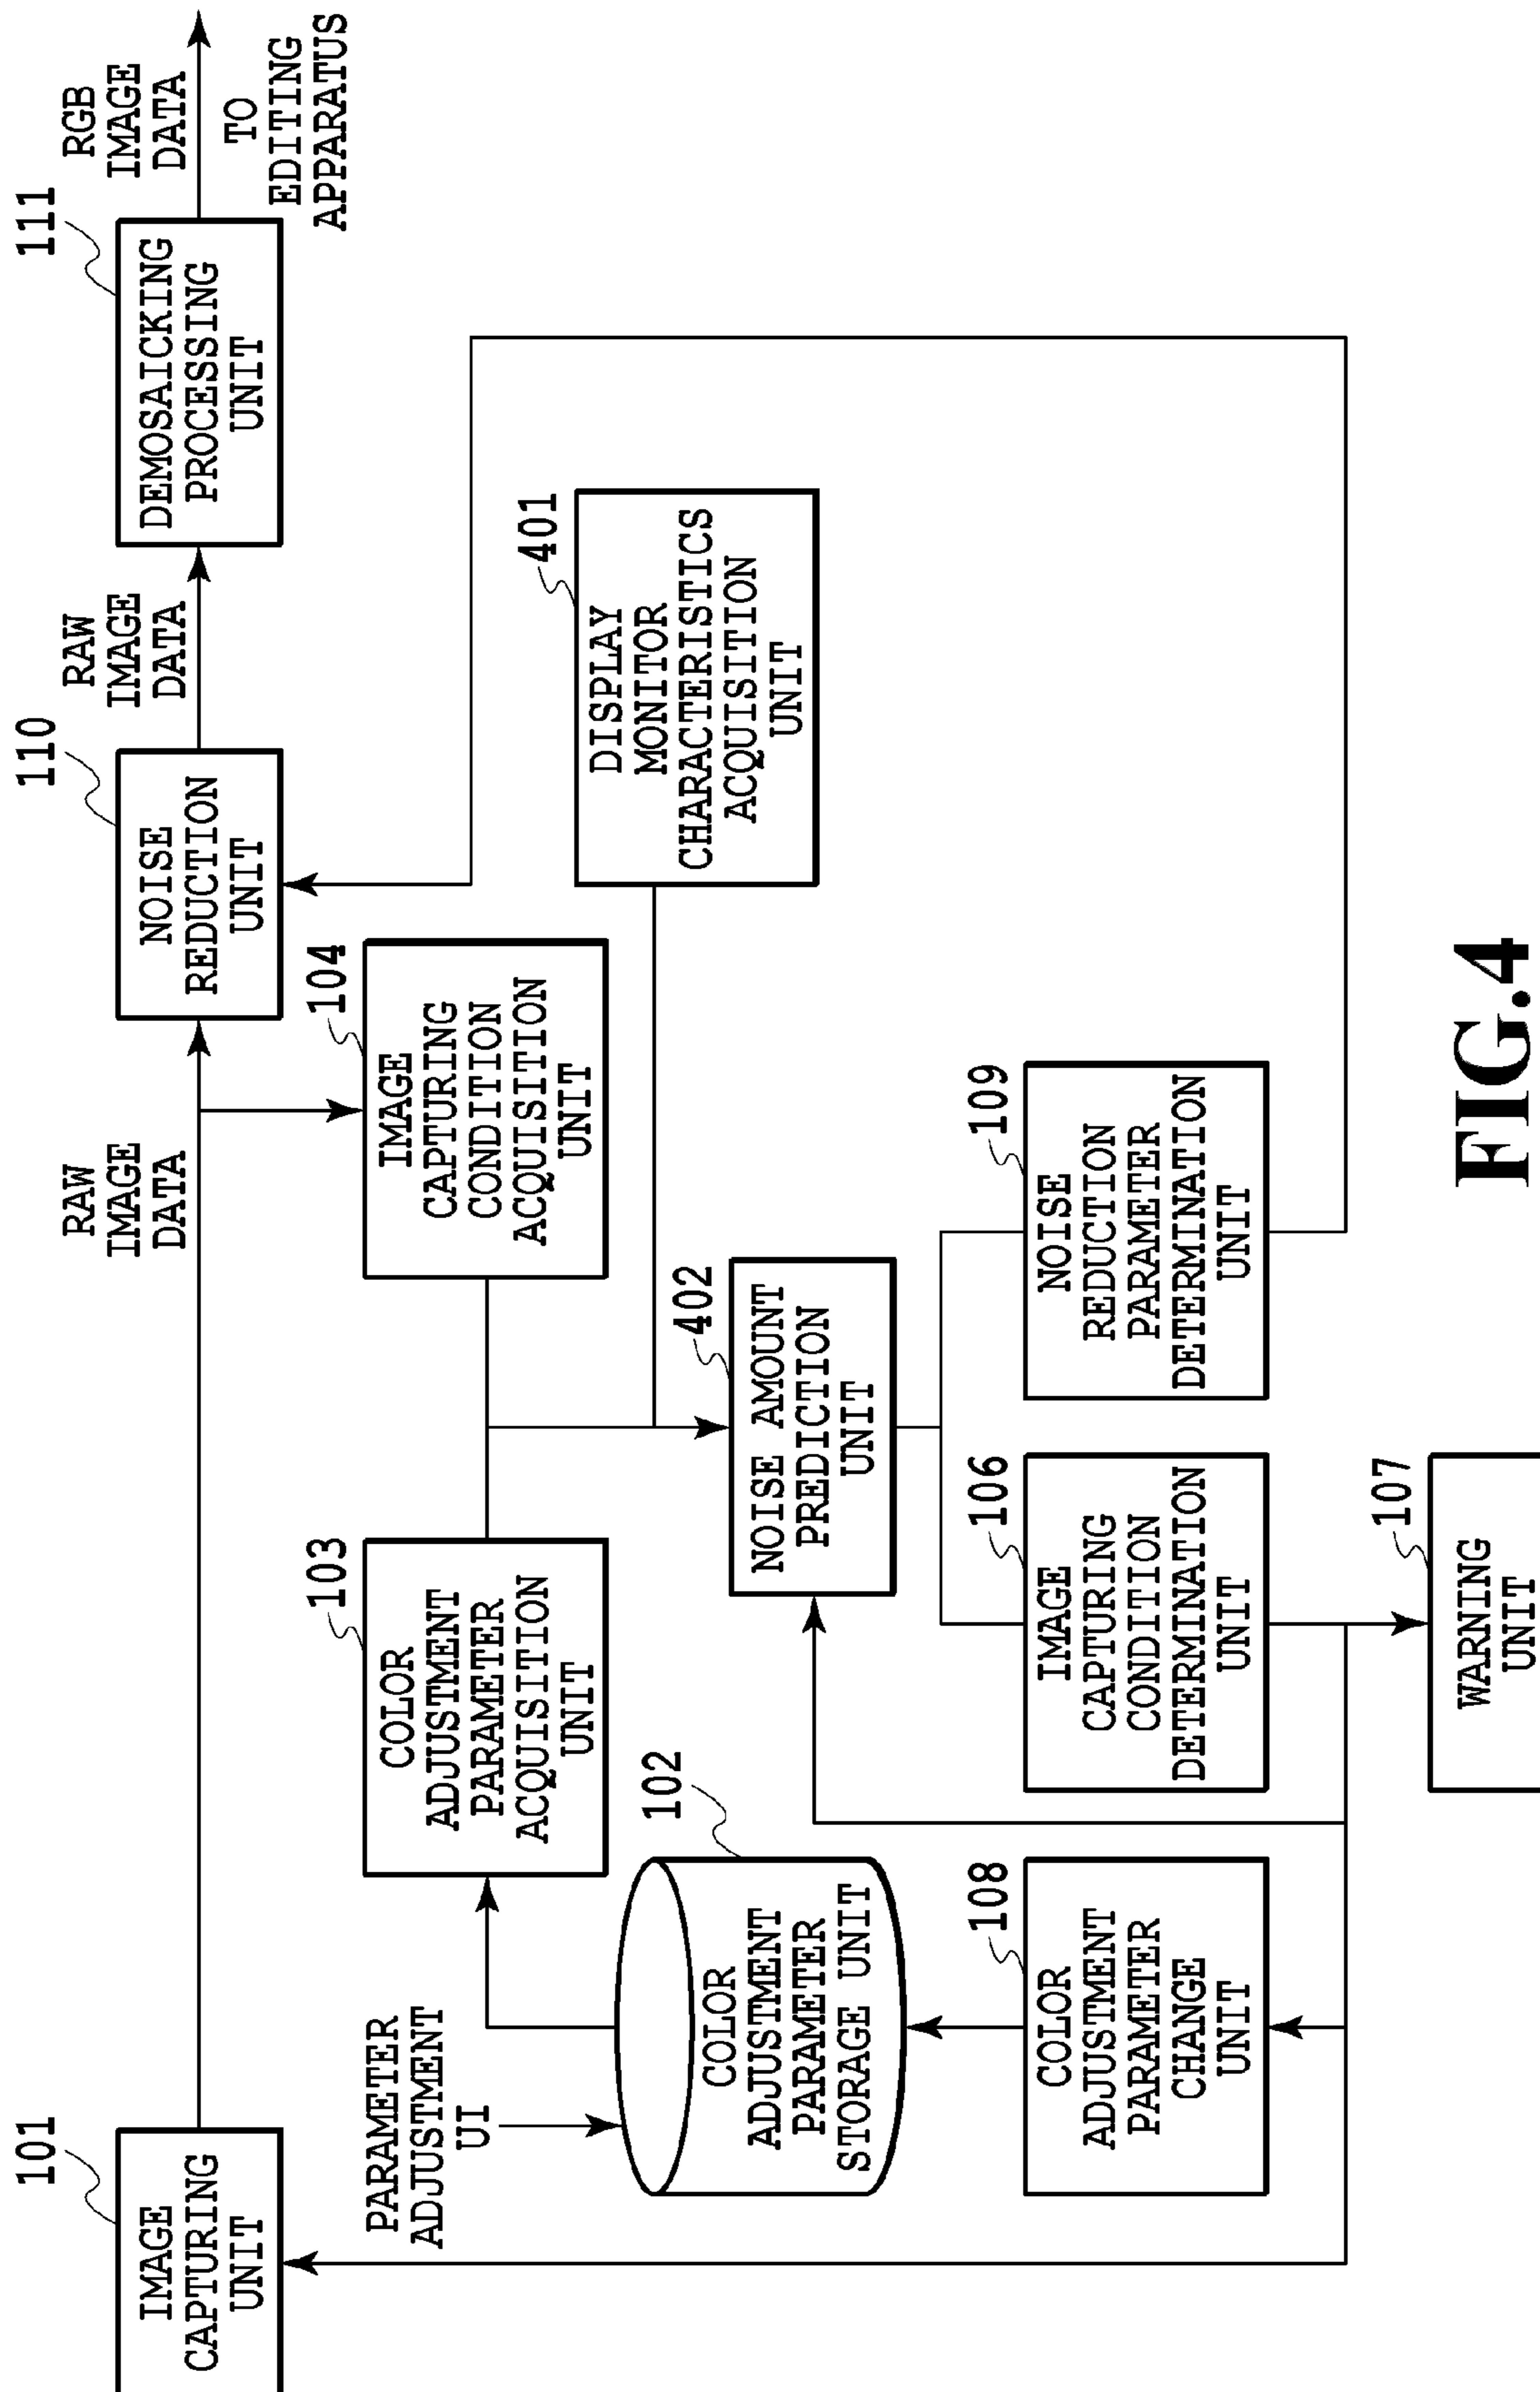 101
IMAGE
CAPTURING
UNIT
RAW
IMAGE
DATA
110
NOISE
REDUCTION
UNIT
RAW
IMAGE
DATA
111
DEMOSAICKING
PROCESSING
UNIT
RGB
IMAGE
DATA
TO
EDITING
APPARATUS
PARAMETER
ADJUSTMENT
UI
103
COLOR
ADJUSTMENT
PARAMETER
ACQUISITION
UNIT
104
IMAGE
CAPTURING
CONDITION
ACQUISITION
UNIT
401
DISPLAY
MONITOR
CHARACTERISTICS
ACQUISITION
UNIT
102
COLOR
ADJUSTMENT
PARAMETER
STORAGE UNIT
402
NOISE AMOUNT
PREDICTION
UNIT
108
COLOR
ADJUSTMENT
PARAMETER
CHANGE
UNIT
106
IMAGE
CAPTURING
CONDITION
DETERMINATION
UNIT
109
NOISE
REDUCTION
PARAMETER
DETERMINATION
UNIT
107
WARNING
UNIT
FIG.4